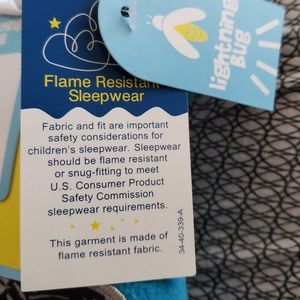 lightning
Bug
Flame Resistant
Sleepwear
Fabric and fit are important
safety considerations for
children's sleepwear. Sleepwear
should be flame resistant
or snug-fitting to meet
U.S. Consumer Product
Safety Commission
sleepwear requirements.
This garment is made of
flame resistant fabric.
34-40-339-A